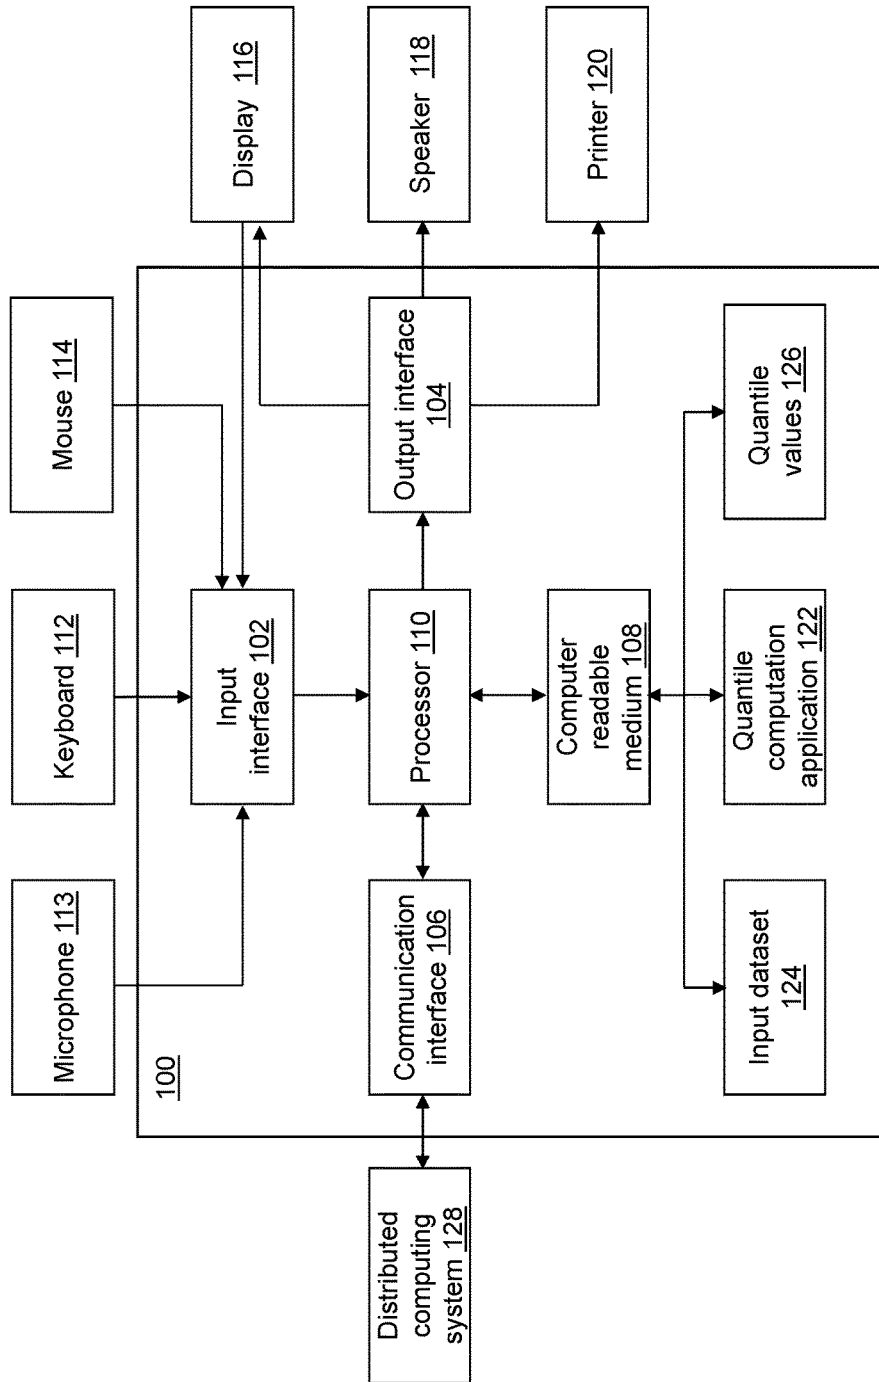 Microphone 113
Keyboard 112
Mouse 114
100
Input
interface 102
Display 116
Distributed
computing
system 128
Communication
interface 106
Processor 110
Output interface
104
Speaker 118
Computer
readable
medium 108
Printer 120
Input dataset
124
Quantile
computation
application 122
Quantile
values 126